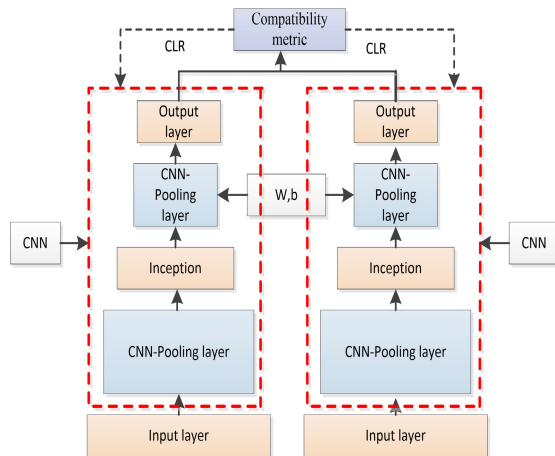 Compatibility
metric
CLR
CLR
Output
layer
Output
layer
CNN-
Pooling
layer
W,b
CNN-
Pooling
layer
CNN
CNN
Inception
Inception
CNN-Pooling layer
CNN-Pooling layer
Input layer
Input layer